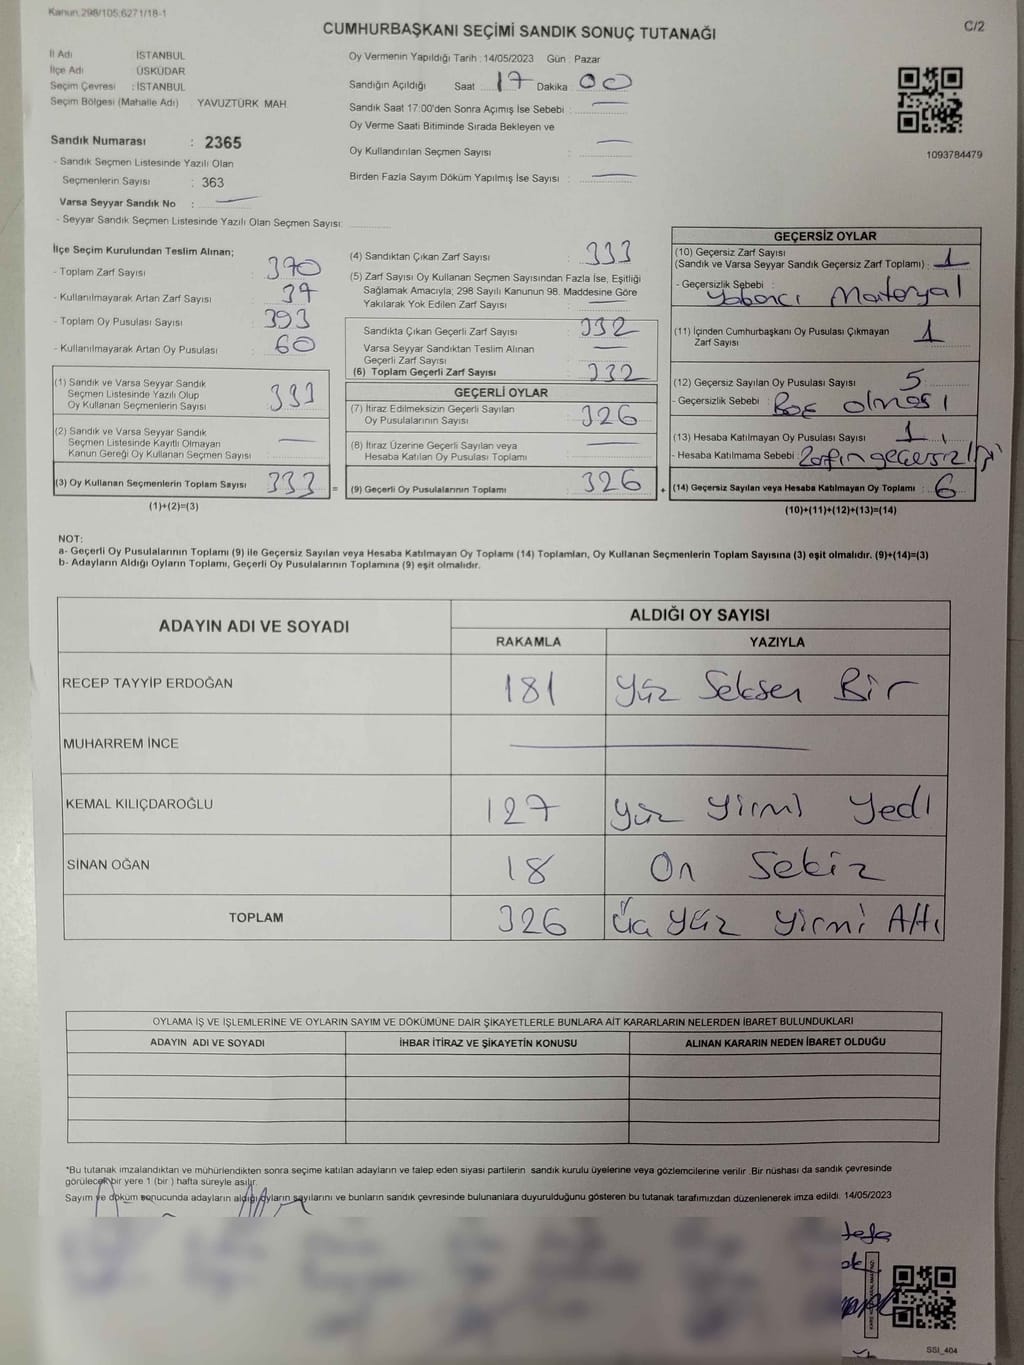 Kanun.298/105;6271/18-1
CUMHURBAŞKANI SEÇİMİ SANDIK SONUÇ TUTANAĞI
C/2
İl Adı İSTANBUL
İlçe Adı ÜSKÜDAR
Seçim Çevresi : İSTANBUL
Seçim Bölgesi (Mahalle Adı) YAVUZTÜRK MAH.
Sandık Numarası : 2365
- Sandık Seçmen Listesinde Yazılı Olan
Seçmenlerin Sayısı : 363
Varsa Seyyar Sandık No :
- Seyyar Sandık Seçmen Listesinde Yazılı Olan Seçmen Sayısı:
Oy Vermenin Yapıldığı Tarih : 14/05/2023 Gün : Pazar
Sandığın Açıldığı Saat 17 Dakika 00
Sandık Saat 17:00'den Sonra Açımış İse Sebebi :
Oy Verme Saati Bitiminde Sırada Bekleyen ve
Oy Kullandırılan Seçmen Sayısı :
Birden Fazla Sayım Döküm Yapılmış İse Sayısı :
1093784479
İlçe Seçim Kurulundan Teslim Alınan;
- Toplam Zarf Sayısı : 370
- Kullanılmayarak Artan Zarf Sayısı : 37
- Toplam Oy Pusulası Sayısı : 393
- Kullanılmayarak Artan Oy Pusulası : 60
(1) Sandık ve Varsa Seyyar Sandık
Seçmen Listesinde Yazılı Olup
Oy Kullanan Seçmenlerin Sayısı : 333
(2) Sandık ve Varsa Seyyar Sandık
Seçmen Listesinde Kayıtlı Olmayan
Kanun Gereği Oy Kullanan Seçmen Sayısı :
(3) Oy Kullanan Seçmenlerin Toplam Sayısı 333 =
(1)+(2)=(3)
(4) Sandıktan Çıkan Zarf Sayısı : 333
(5) Zarf Sayısı Oy Kullanan Seçmen Sayısından Fazla İse, Eşitliği
Sağlamak Amacıyla; 298 Sayılı Kanunun 98. Maddesine Göre
Yakılarak Yok Edilen Zarf Sayısı :
Sandıkta Çıkan Geçerli Zarf Sayısı : 332
Varsa Seyyar Sandıktan Teslim Alınan
Geçerli Zarf Sayısı :
(6) Toplam Geçerli Zarf Sayısı : 332
GEÇERLİ OYLAR
(7) İtiraz Edilmeksizin Geçerli Sayılan
Oy Pusulalarının Sayısı : 326
(8) İtiraz Üzerine Geçerli Sayılan veya
Hesaba Katılan Oy Pusulası Toplamı :
(9) Geçerli Oy Pusulalarının Toplamı : 326 +
GEÇERSİZ OYLAR
(10) Geçersiz Zarf Sayısı
(Sandık ve Varsa Seyyar Sandık Geçersiz Zarf Toplamı) : 1
- Geçersizlik Sebebi : Yabancı Materyal
(11) İçinden Cumhurbaşkanı Oy Pusulası Çıkmayan
Zarf Sayısı : 1
(12) Geçersiz Sayılan Oy Pusulası Sayısı : 5
- Geçersizlik Sebebi : Boş olması
(13) Hesaba Katılmayan Oy Pusulası Sayısı : 1
- Hesaba Katılmama Sebebi : Zarfın geçersizliği
(14) Geçersiz Sayılan veya Hesaba Katılmayan Oy Toplamı : 6
(10)+(11)+(12)+(13)=(14)
NOT:
a- Geçerli Oy Pusulalarının Toplamı (9) ile Geçersiz Sayılan veya Hesaba Katılmayan Oy Toplamı (14) Toplamları, Oy Kullanan Seçmenlerin Toplam Sayısına (3) eşit olmalıdır. (9)+(14)=(3)
b- Adayların Aldığı Oyların Toplamı, Geçerli Oy Pusulalarının Toplamına (9) eşit olmalıdır.
ADAYIN ADI VE SOYADI
ALDIĞI OY SAYISI
RAKAMLA YAZIYLA
RECEP TAYYİP ERDOĞAN 181 Yüz Seksen Bir
MUHARREM İNCE
KEMAL KILIÇDAROĞLU 127 Yüz Yirmi Yedi
SİNAN OĞAN 18 On Sekiz
TOPLAM 326 Üç Yüz Yirmi Altı
OYLAMA İŞ VE İŞLEMLERİNE VE OYLARIN SAYIM VE DÖKÜMÜNE DAİR ŞİKAYETLERLE BUNLARA AİT KARARLARIN NELERDEN İBARET BULUNDUKLARI
ADAYIN ADI VE SOYADI İHBAR İTİRAZ VE ŞİKAYETİN KONUSU ALINAN KARARIN NEDEN İBARET OLDUĞU
*Bu tutanak imzalandıktan ve mühürlendikten sonra seçime katılan adayların ve talep eden siyasi partilerin sandık kurulu üyelerine veya gözlemcilerine verilir .Bir nüshası da sandık çevresinde
görülecek bir yere 1 (bir ) hafta süreyle asılır.
Sayım ve döküm sonucunda adayların aldığı oyların sayılarını ve bunların sandık çevresinde bulunanlara duyurulduğunu gösteren bu tutanak tarafımızdan düzenlenerek imza edildi. 14/05/2023
SSI_404